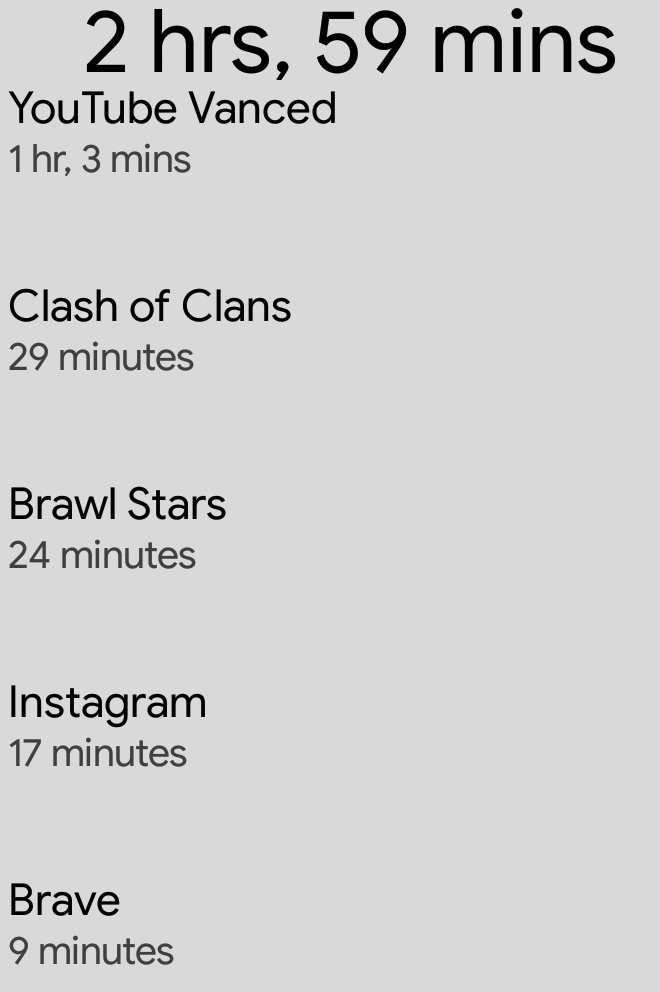 2 hrs, 59 mins
YouTube Vanced
1 hr, 3 mins
Clash of Clans
29 minutes
Brawl Stars
24 minutes
Instagram
17 minutes
Brave
9 minutes